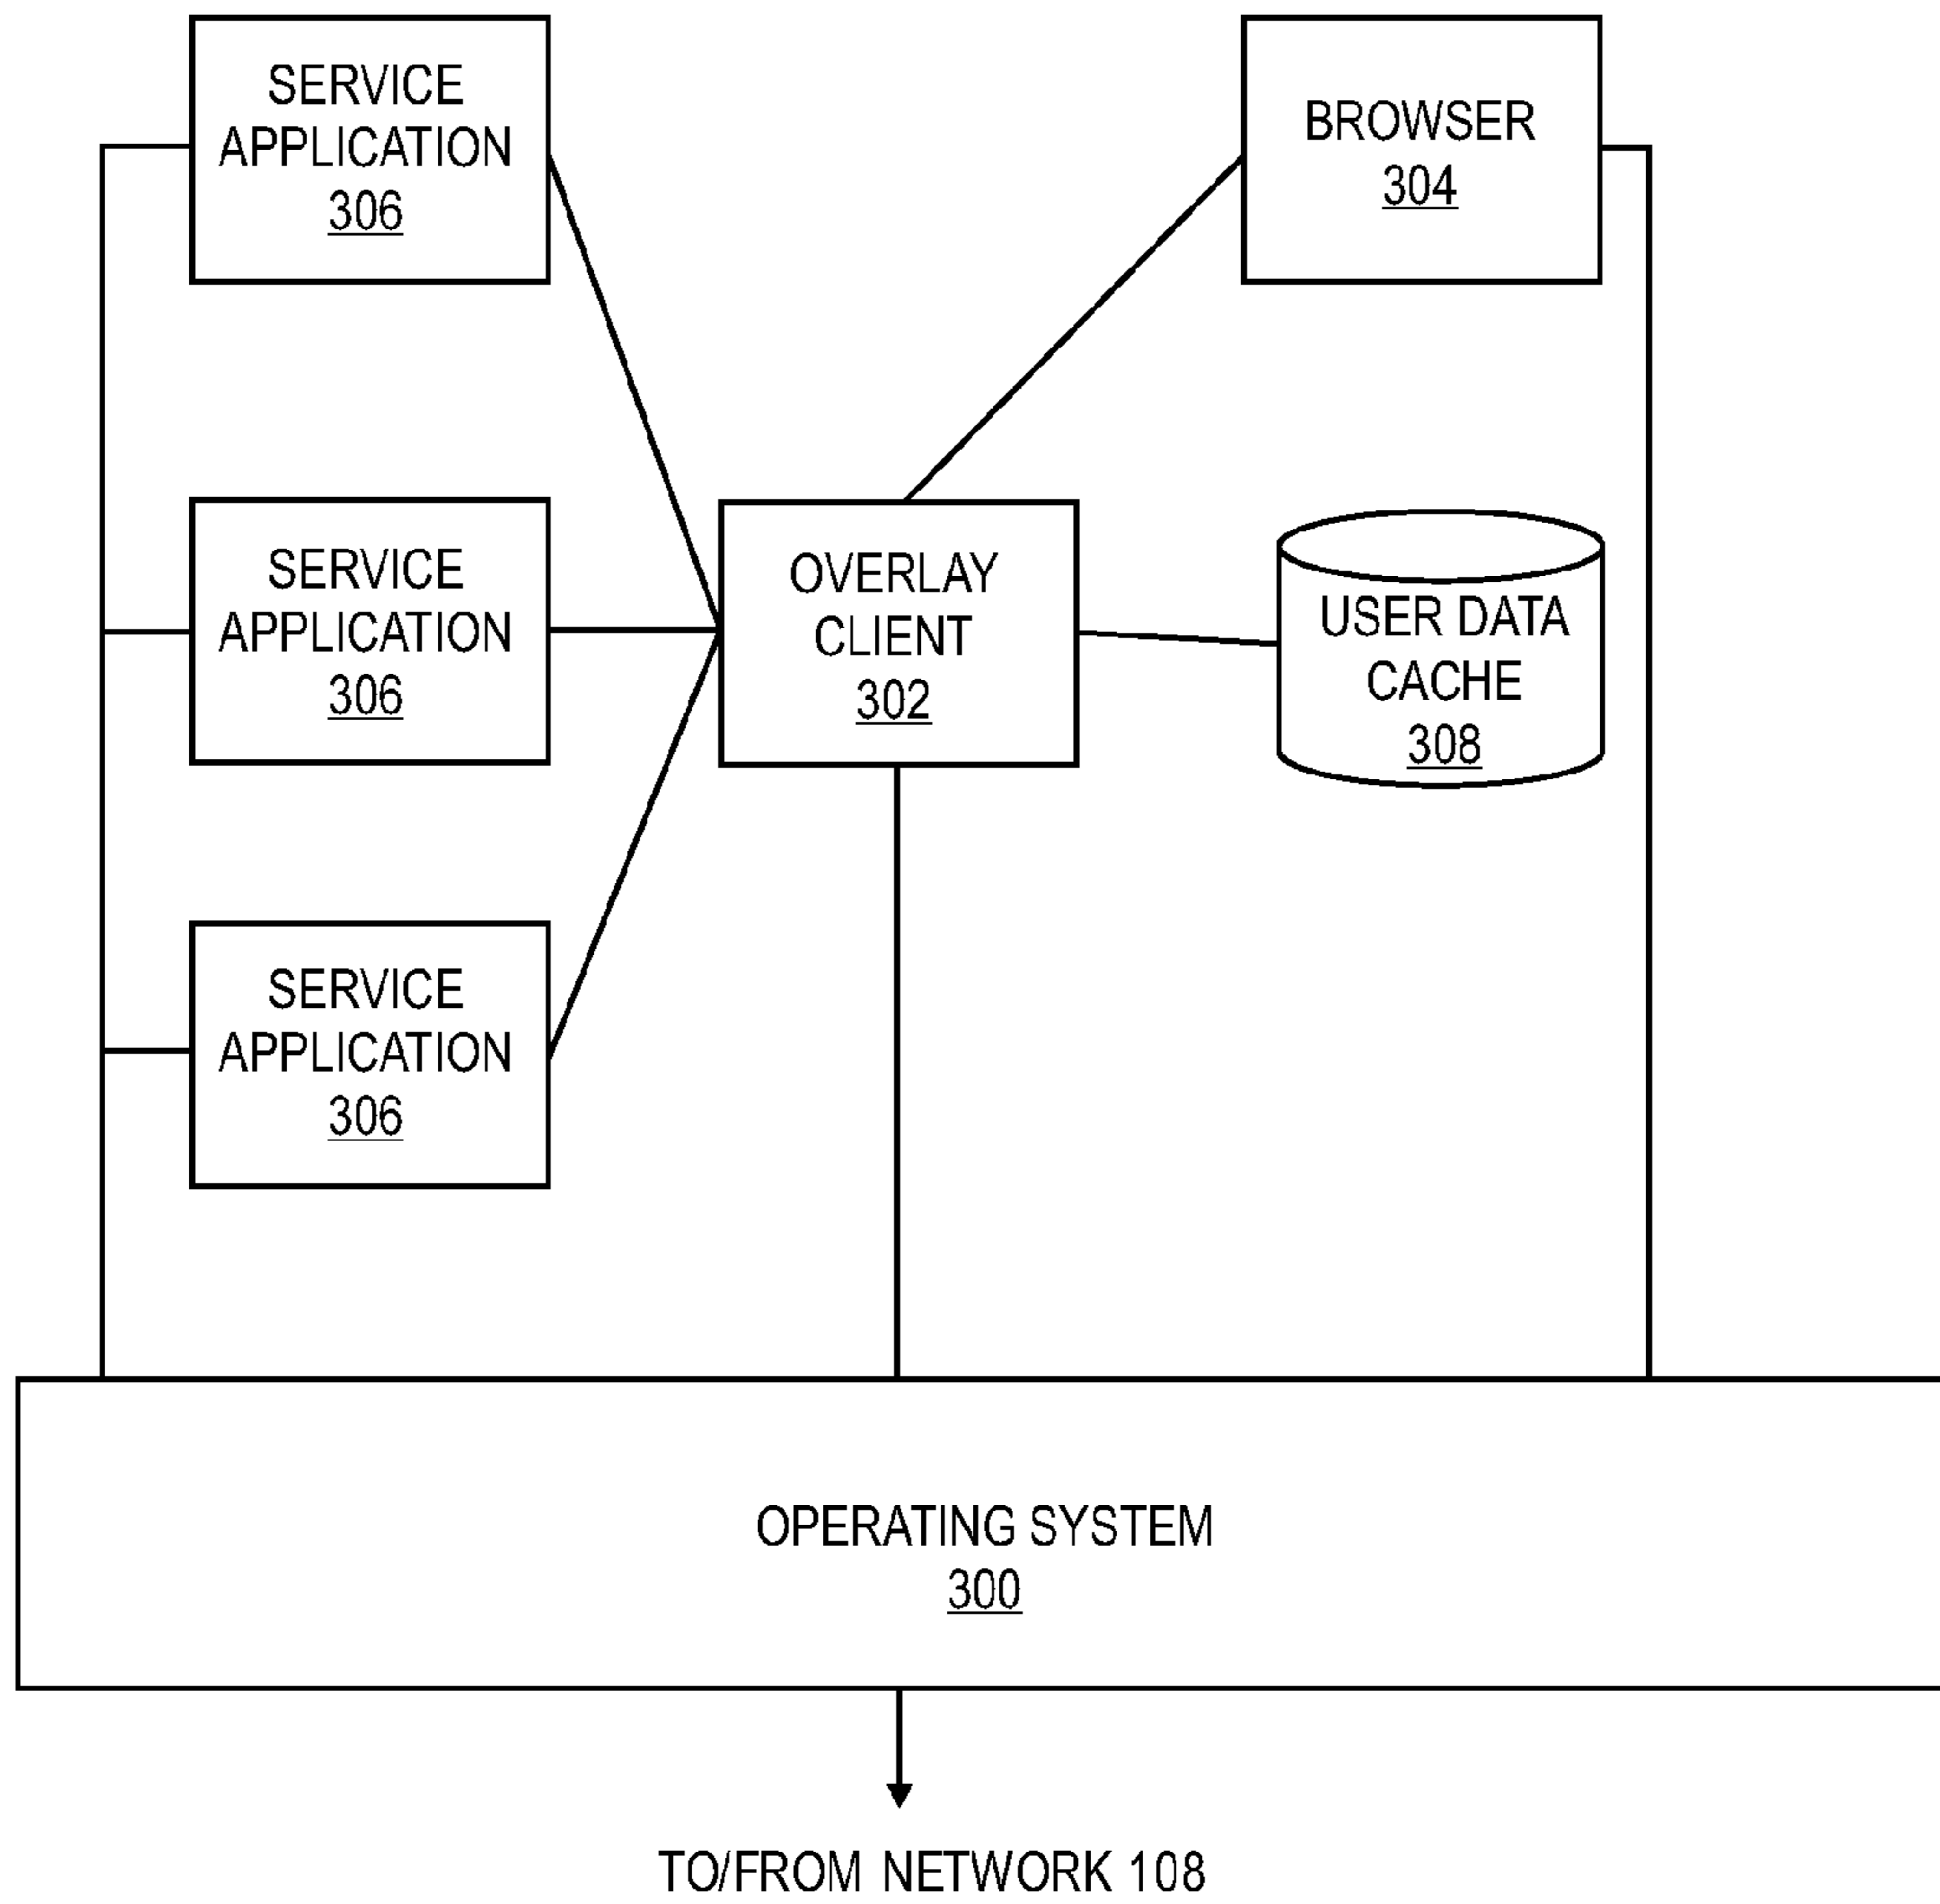 SERVICE
APPLICATION
306
BROWSER
304
SERVICE
APPLICATION
306
OVERLAY
CLIENT
302
USER DATA
CACHE
308
SERVICE
APPLICATION
306
OPERATING SYSTEM
300
TO/FROM NETWORK 108